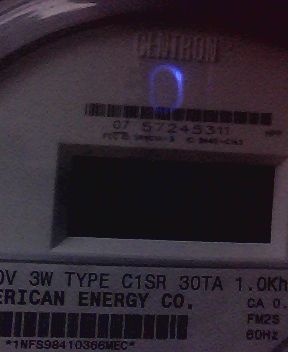 CENTRON
07 57245311
0V 3W TYPE C1SR 30TA 1.0Kh
ERICAN ENERGY CO.
CA 0.
FM2S
60Hz
*1NFS98410366MEC*